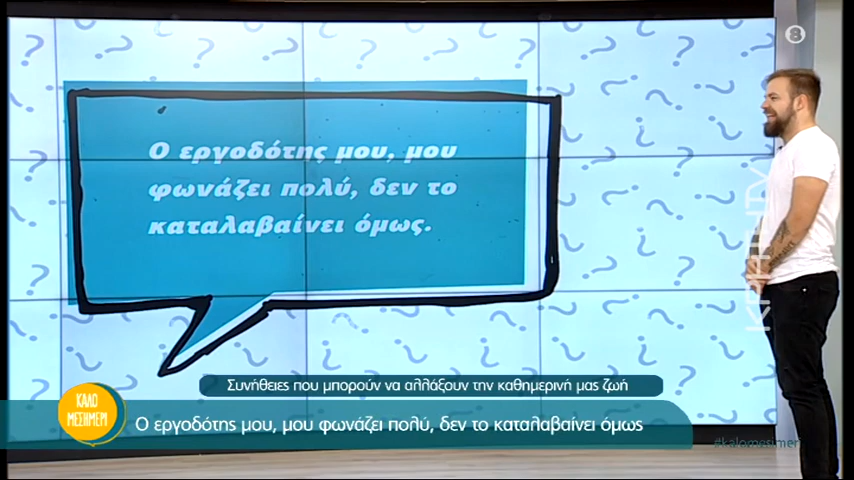 8
Ο εργοδότης μου, μου
φωνάζει πολύ, δεν το
καταλαβαίνει όμως.
Συνήθειες που μπορούν να αλλάξουν την καθημερινή μας ζωή
ΚΑΛΟ
ΜΕΣΗΜΕΡΙ
Ο εργοδότης μου, μου φωνάζει πολύ, δεν το καταλαβαίνει όμως
#kalomesimeri